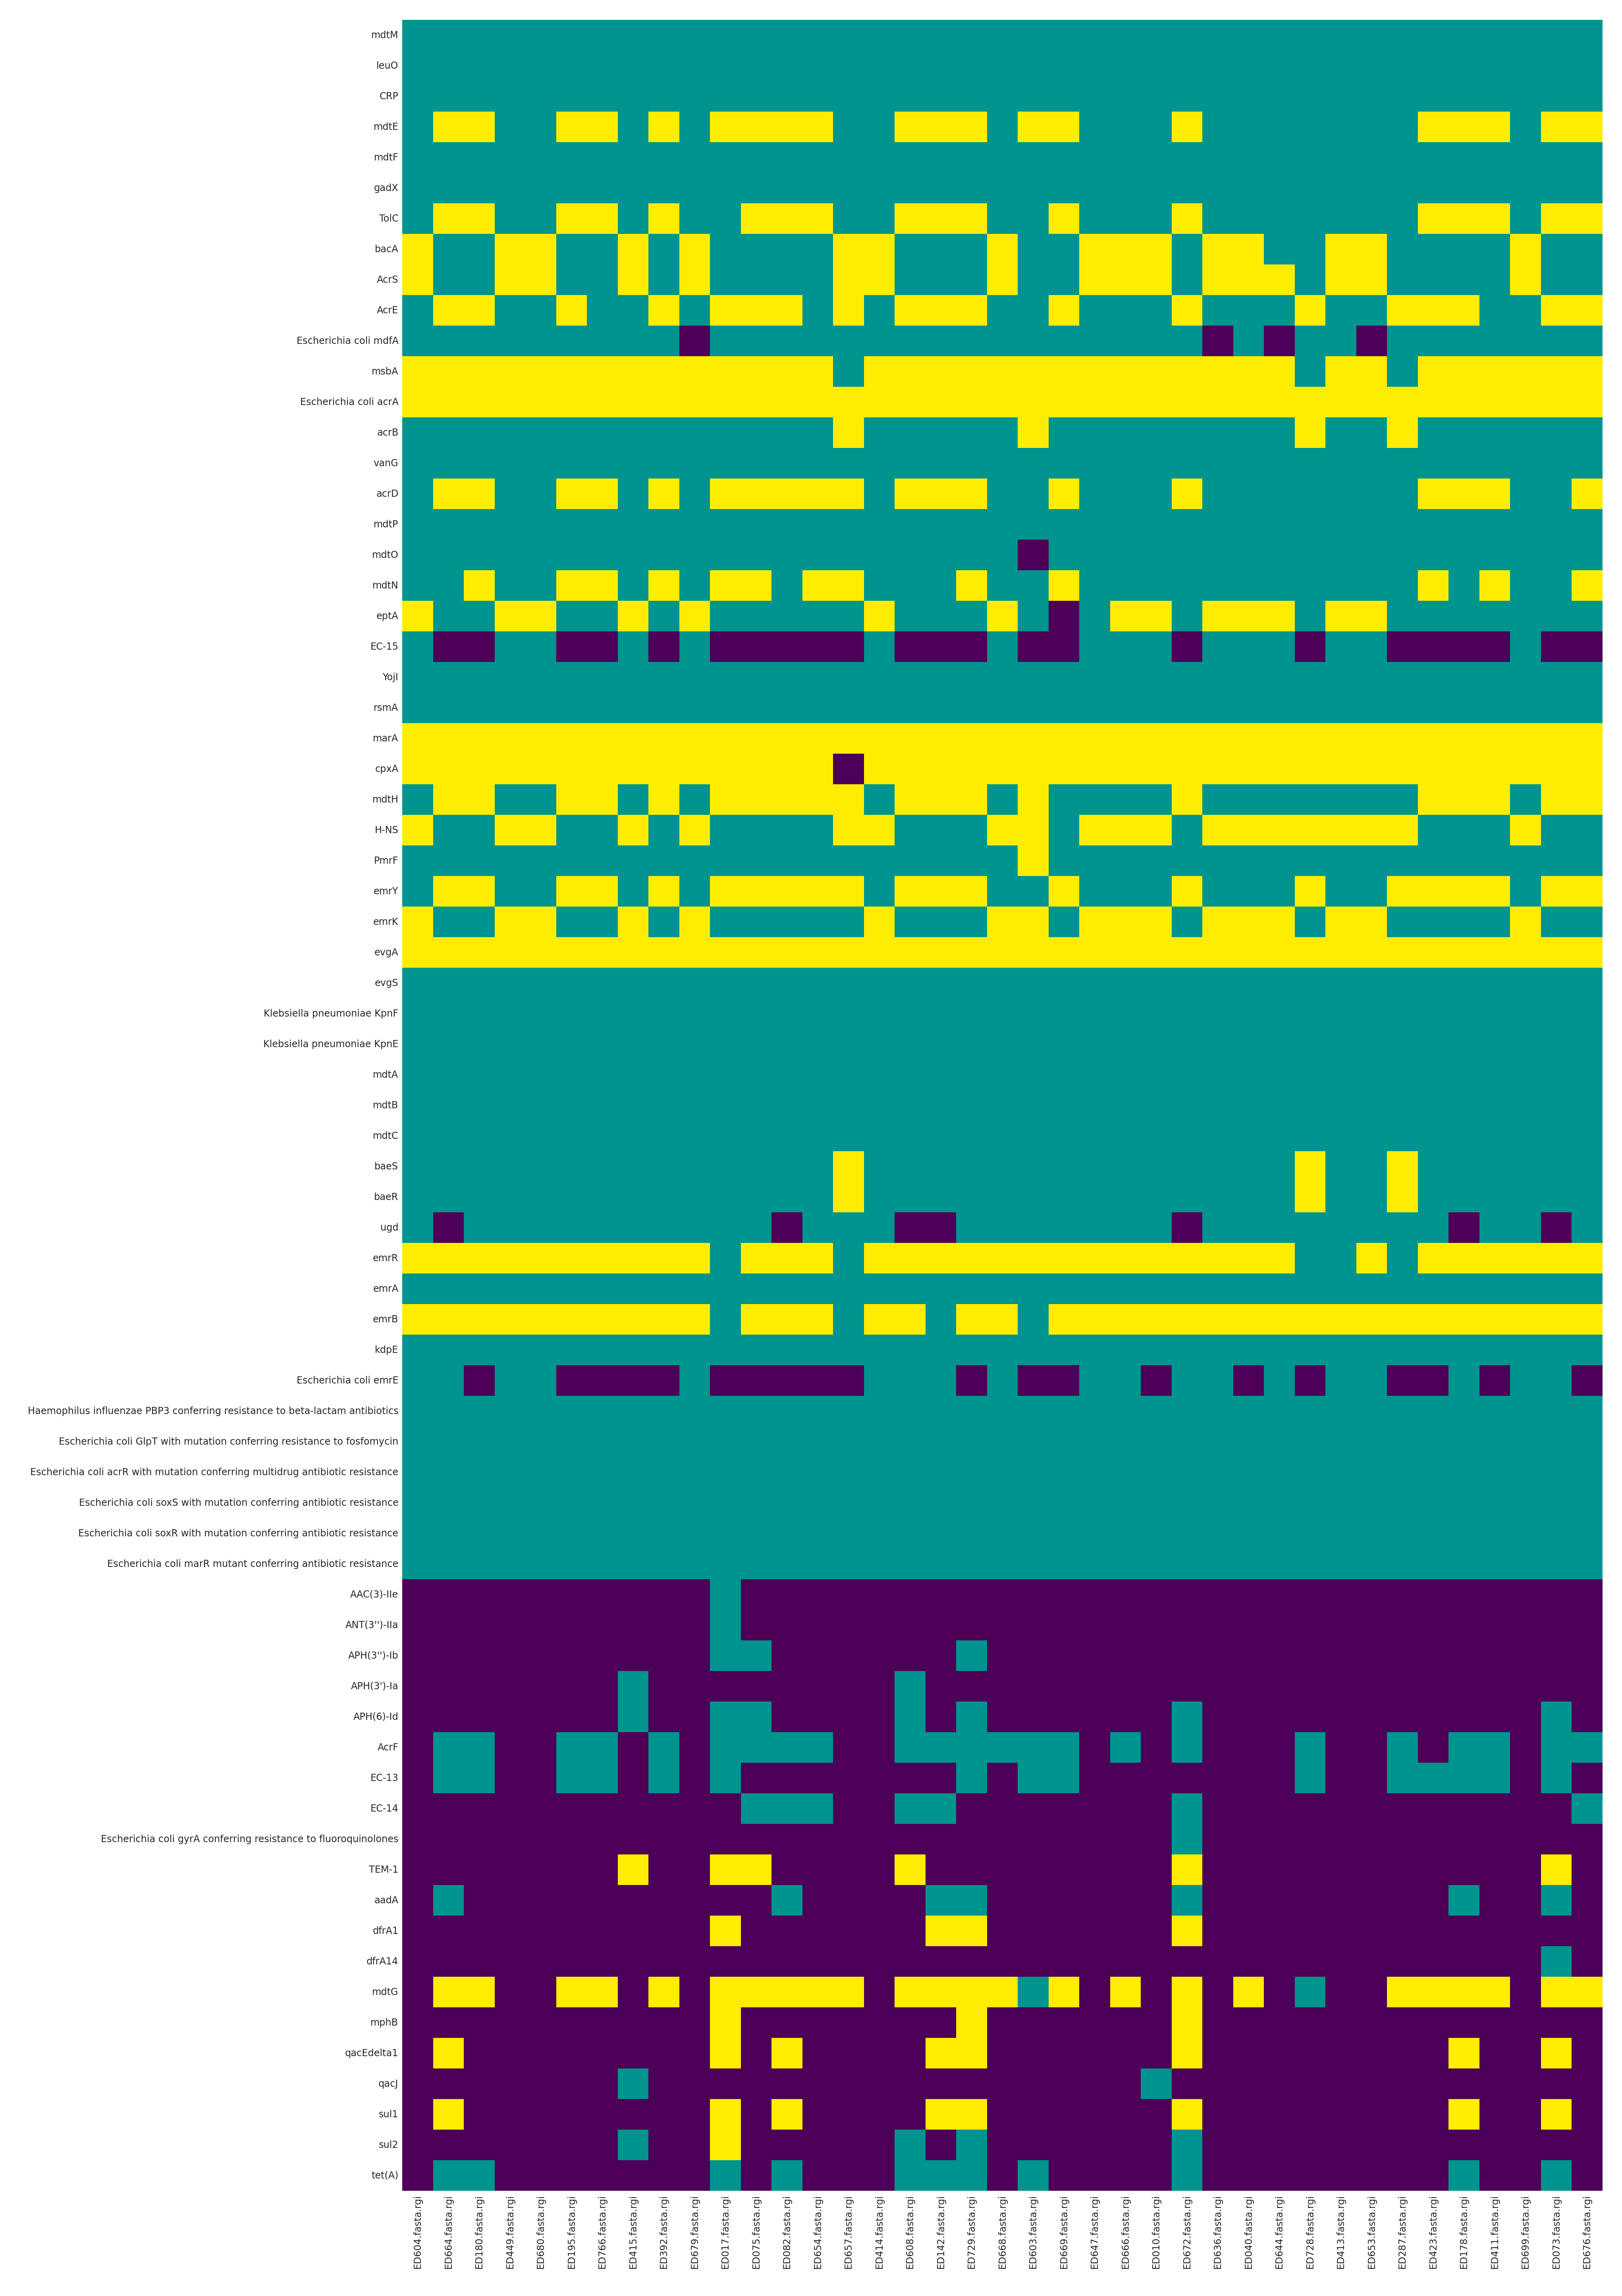 mdtM
leuO
CRP
mdtE
mdtF
gadX
TolC
bacA
AcrS
AcrE
Escherichia coli mdfA
msbA
Escherichia coli acrA
acrB
vanG
acrD
mdtP
mdtO
mdtN
eptA
EC-15
YojI
rsmA
marA
cpxA
mdtH
H-NS
PmrF
emrY
emrK
evgA
evgS
Klebsiella pneumoniae KpnF
Klebsiella pneumoniae KpnE
mdtA
mdtB
mdtC
baeS
baeR
ugd
emrR
emrA
emrB
kdpE
Escherichia coli emrE
Haemophilus influenzae PBP3 conferring resistance to beta-lactam antibiotics
Escherichia coli GlpT with mutation conferring resistance to fosfomycin
Escherichia coli acrR with mutation conferring multidrug antibiotic resistance
Escherichia coli soxS with mutation conferring antibiotic resistance
Escherichia coli soxR with mutation conferring antibiotic resistance
Escherichia coli marR mutant conferring antibiotic resistance
AAC(3)-IIe
ANT(3'')-IIa
APH(3'')-Ib
APH(3')-Ia
APH(6)-Id
AcrF
EC-13
EC-14
Escherichia coli gyrA conferring resistance to fluoroquinolones
TEM-1
aadA
dfrA1
dfrA14
mdtG
mphB
qacEdelta1
qacJ
sul1
sul2
tet(A)
ED604.fasta.rgi
ED664.fasta.rgi
ED180.fasta.rgi
ED449.fasta.rgi
ED680.fasta.rgi
ED195.fasta.rgi
ED766.fasta.rgi
ED415.fasta.rgi
ED392.fasta.rgi
ED679.fasta.rgi
ED017.fasta.rgi
ED075.fasta.rgi
ED082.fasta.rgi
ED654.fasta.rgi
ED657.fasta.rgi
ED414.fasta.rgi
ED608.fasta.rgi
ED142.fasta.rgi
ED729.fasta.rgi
ED668.fasta.rgi
ED603.fasta.rgi
ED669.fasta.rgi
ED647.fasta.rgi
ED666.fasta.rgi
ED010.fasta.rgi
ED672.fasta.rgi
ED636.fasta.rgi
ED040.fasta.rgi
ED644.fasta.rgi
ED728.fasta.rgi
ED413.fasta.rgi
ED653.fasta.rgi
ED287.fasta.rgi
ED423.fasta.rgi
ED178.fasta.rgi
ED411.fasta.rgi
ED699.fasta.rgi
ED073.fasta.rgi
ED676.fasta.rgi